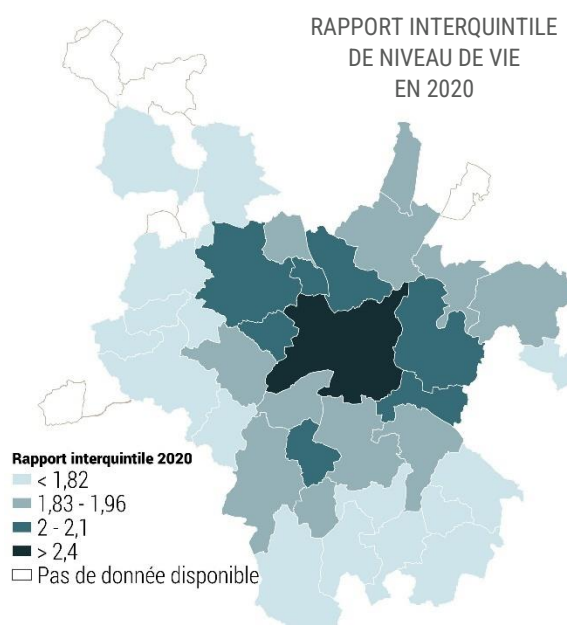 RAPPORT INTERQUINTILE
DE NIVEAU DE VIE
EN 2020
Rapport interquintile 2020
< 1,82
1,83 - 1,96
2 - 2,1
> 2,4
Pas de donnée disponible